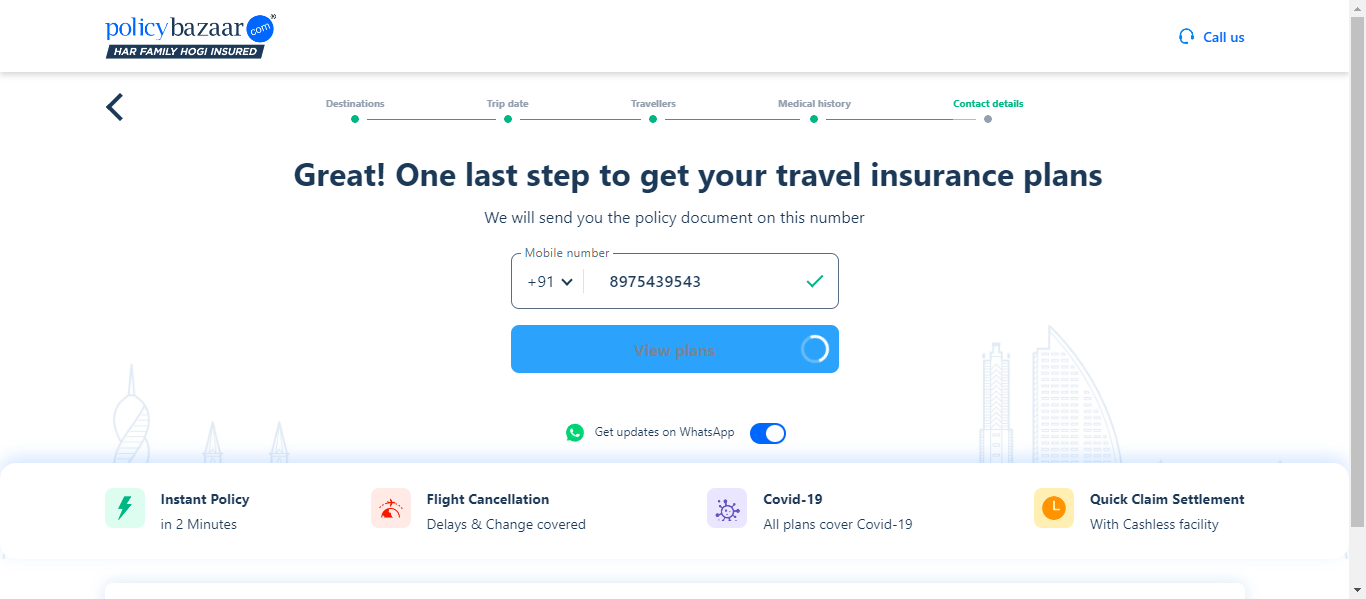 policybazaar.com®
HAR FAMILY HOGI INSURED
Call us
Destinations
Trip date
Travellers
Medical history
Contact details
Great! One last step to get your travel insurance plans
We will send you the policy document on this number
Mobile number
+91 8975439543
View plans
Get updates on WhatsApp
Instant Policy
in 2 Minutes
Flight Cancellation
Delays & Change covered
Covid-19
All plans cover Covid-19
Quick Claim Settlement
With Cashless facility